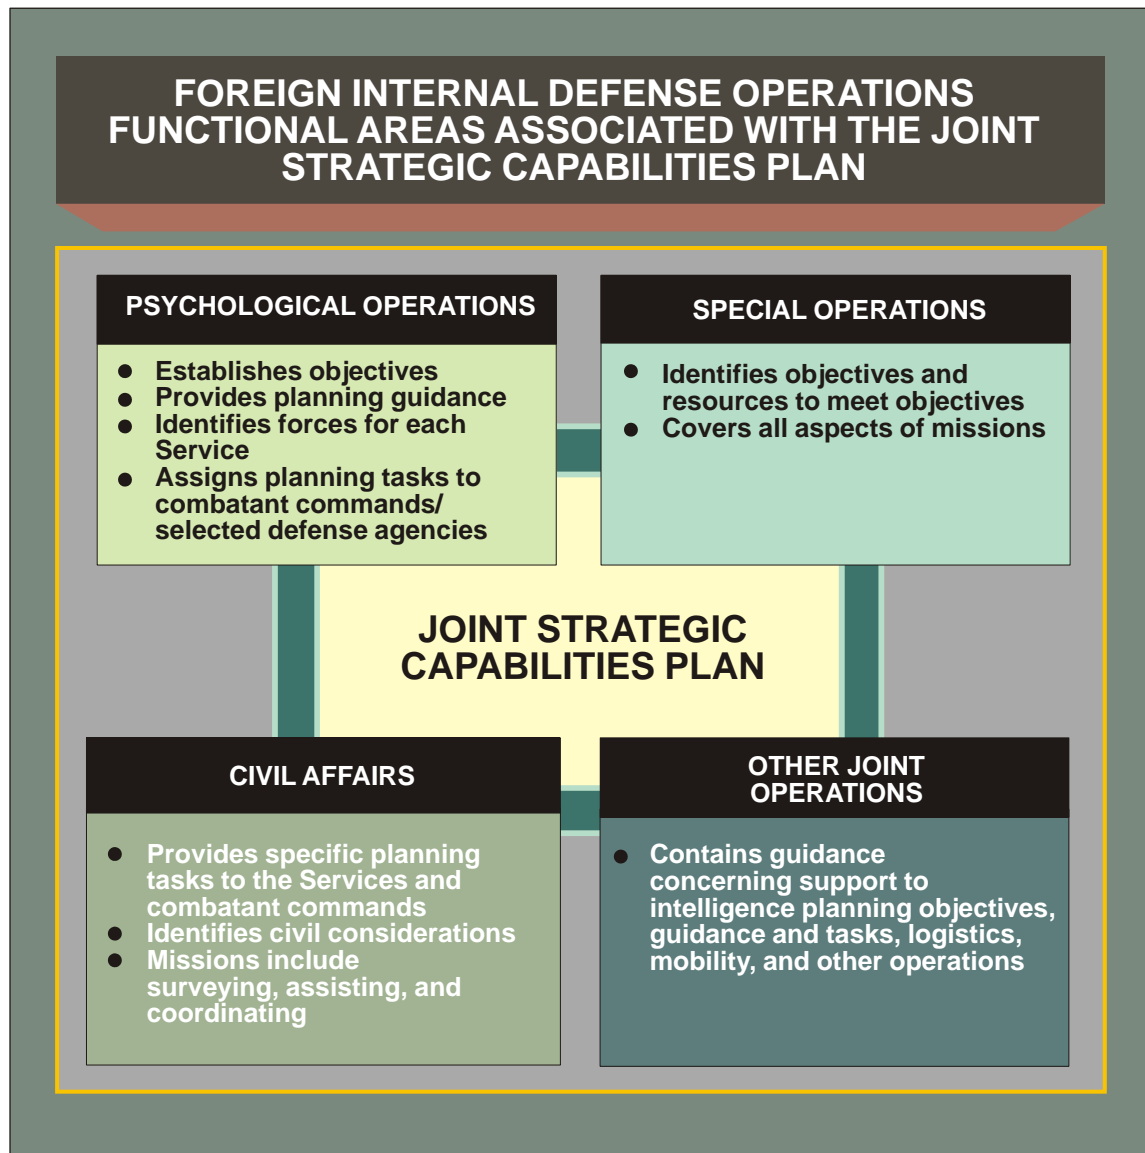 FOREIGN INTERNAL DEFENSE OPERATIONS
FUNCTIONAL AREAS ASSOCIATED WITH THE JOINT
STRATEGIC CAPABILITIES PLAN
PSYCHOLOGICAL OPERATIONS
● Establishes objectives
● Provides planning guidance
● Identifies forces for each
Service
● Assigns planning tasks to
combatant commands/
selected defense agencies
SPECIAL OPERATIONS
● Identifies objectives and
resources to meet objectives
● Covers all aspects of missions
JOINT STRATEGIC
CAPABILITIES PLAN
CIVIL AFFAIRS
● Provides specific planning
tasks to the Services and
combatant commands
● Identifies civil considerations
● Missions include
surveying, assisting, and
coordinating
OTHER JOINT
OPERATIONS
● Contains guidance
concerning support to
intelligence planning objectives,
guidance and tasks, logistics,
mobility, and other operations